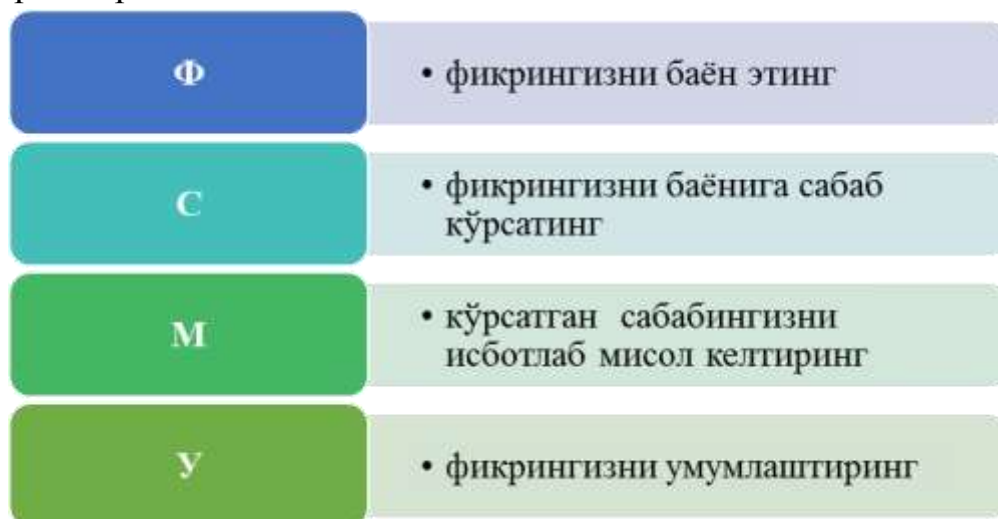 Ф
• фикрингизни баён этинг
С
• фикрингизни баёнига сабаб
кўрсатинг
М
• кўрсатган сабабингизни
исботлаб мисол келтиринг
У
• фикрингизни умумлаштиринг